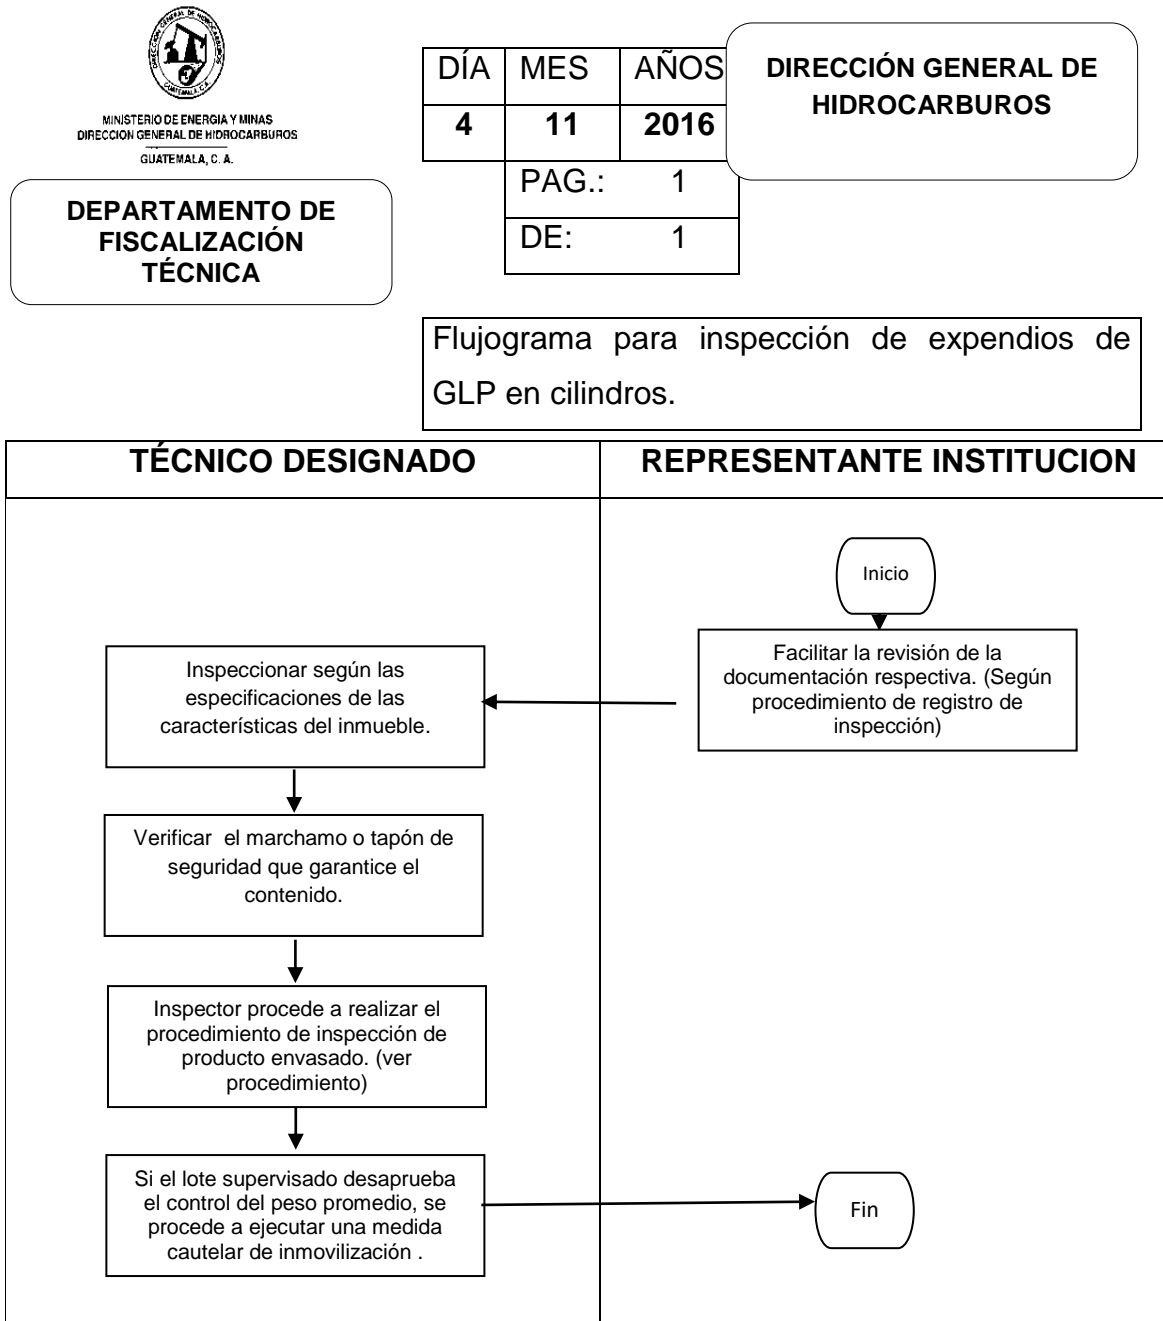 DIRECCION GENERAL DE HIDROCARBUROS
GUATEMALA, C.A.
MINISTERIO DE ENERGIA Y MINAS
DIRECCION GENERAL DE HIDROCARBUROS
GUATEMALA, C. A.
DEPARTAMENTO DE
FISCALIZACIÓN
TÉCNICA
DÍA MES AÑOS
4 11 2016
PAG.: 1
DE: 1
DIRECCIÓN GENERAL DE
HIDROCARBUROS
Flujograma para inspección de expendios de
GLP en cilindros.
TÉCNICO DESIGNADO REPRESENTANTE INSTITUCION
Inicio
Facilitar la revisión de la
documentación respectiva. (Según
procedimiento de registro de
inspección)
Inspeccionar según las
especificaciones de las
características del inmueble.
Verificar  el marchamo o tapón de
seguridad que garantice el
contenido.
Inspector procede a realizar el
procedimiento de inspección de
producto envasado. (ver
procedimiento)
Si el lote supervisado desaprueba
el control del peso promedio, se
procede a ejecutar una medida
cautelar de inmovilización .
Fin